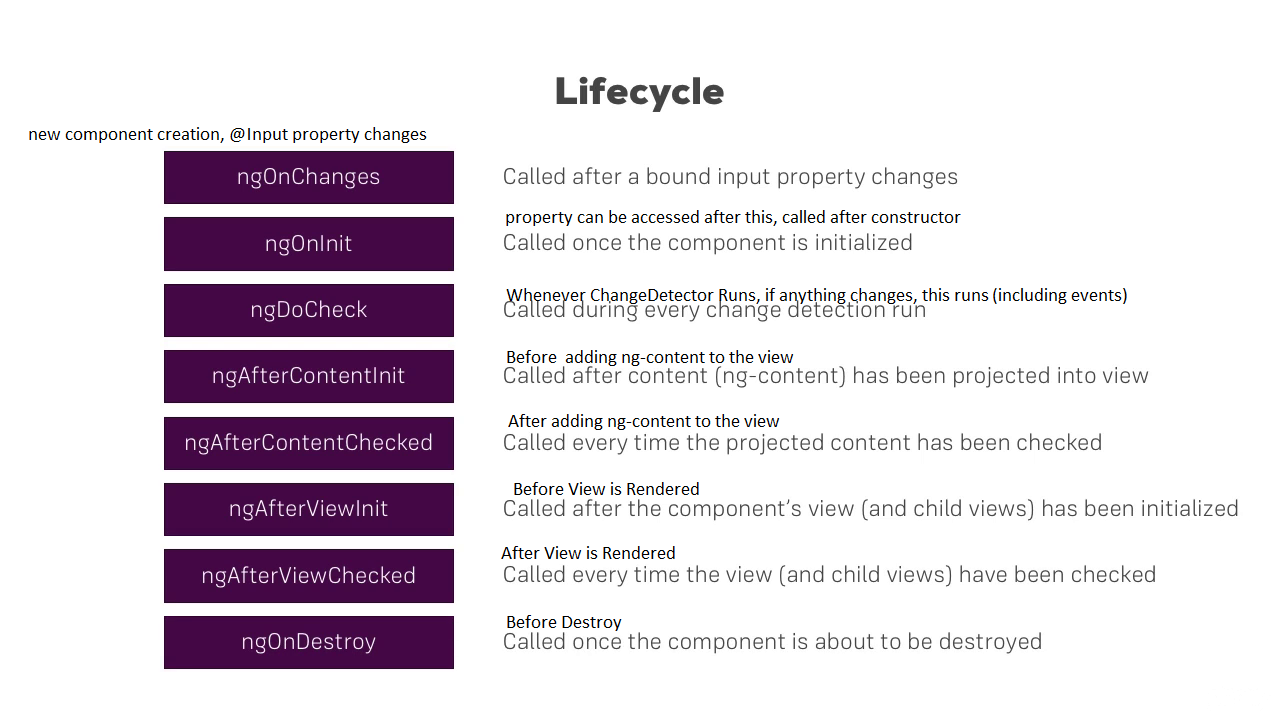 Lifecycle
new component creation, @Input property changes
ngOnChanges
Called after a bound input property changes
property can be accessed after this, called after constructor
ngOnInit
Called once the component is initialized
Whenever ChangeDetector Runs, if anything changes, this runs (including events)
ngDoCheck
Called during every change detection run
Before adding ng-content to the view
ngAfterContentInit
Called after content (ng-content) has been projected into view
After adding ng-content to the view
ngAfterContentChecked
Called every time the projected content has been checked
Before View is Rendered
ngAfterViewInit
Called after the component's view (and child views) has been initialized
After View is Rendered
ngAfterViewChecked
Called every time the view (and child views) have been checked
Before Destroy
ngOnDestroy
Called once the component is about to be destroyed